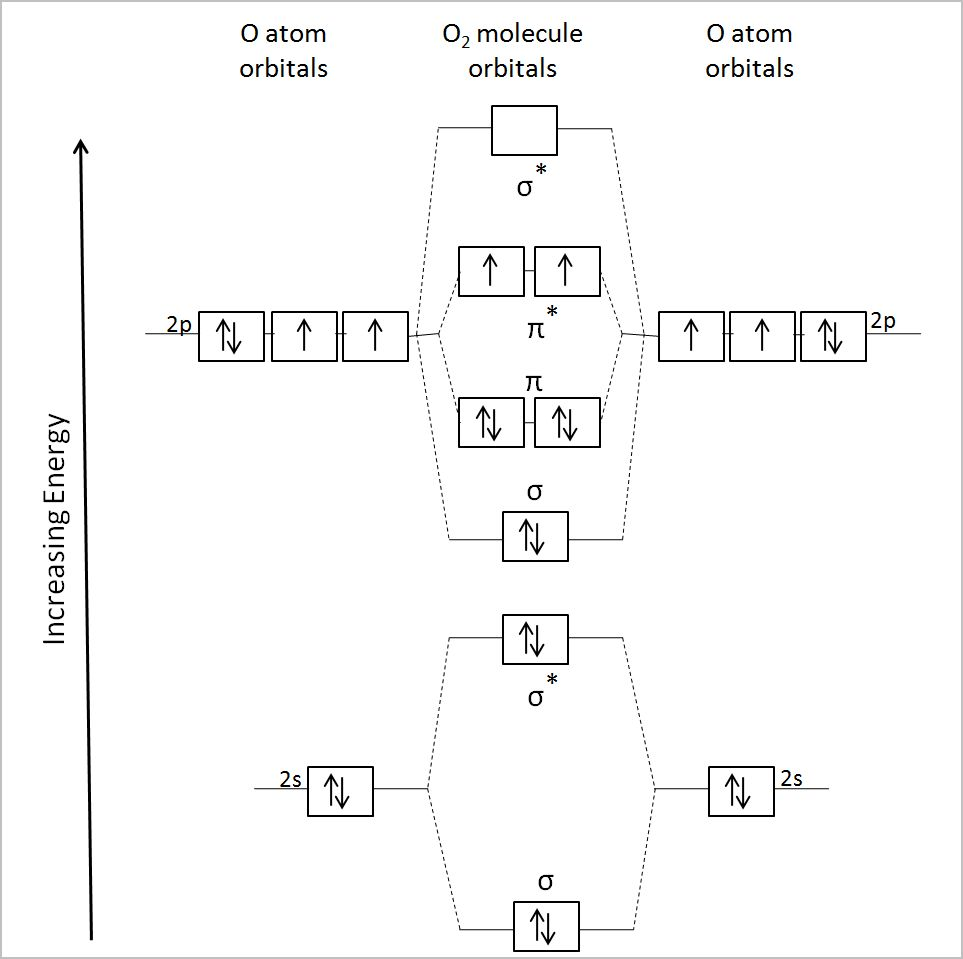 O atom
orbitals
O₂ molecule
orbitals
O atom
orbitals
σ*
π*
2p
2p
π
σ
Increasing Energy
σ*
2s
2s
σ